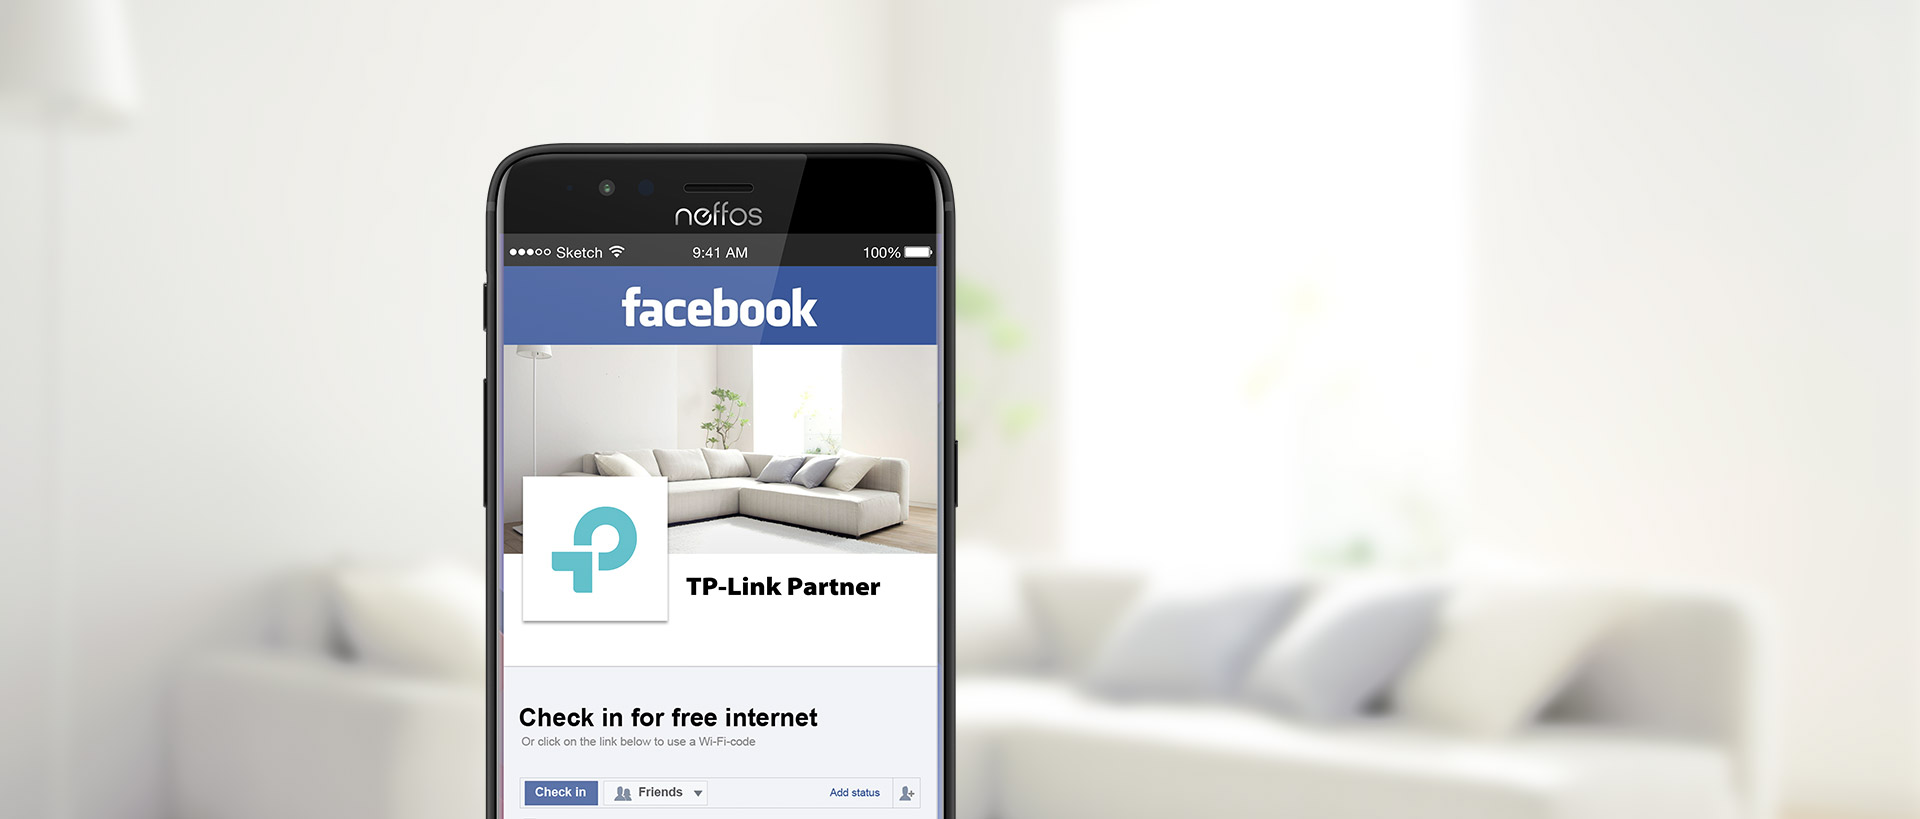 neffos
Sketch 9:41 AM 100%
facebook
TP-Link Partner
Check in for free internet
Or click on the link below to use a Wi-Fi-code
Check in Friends Add status